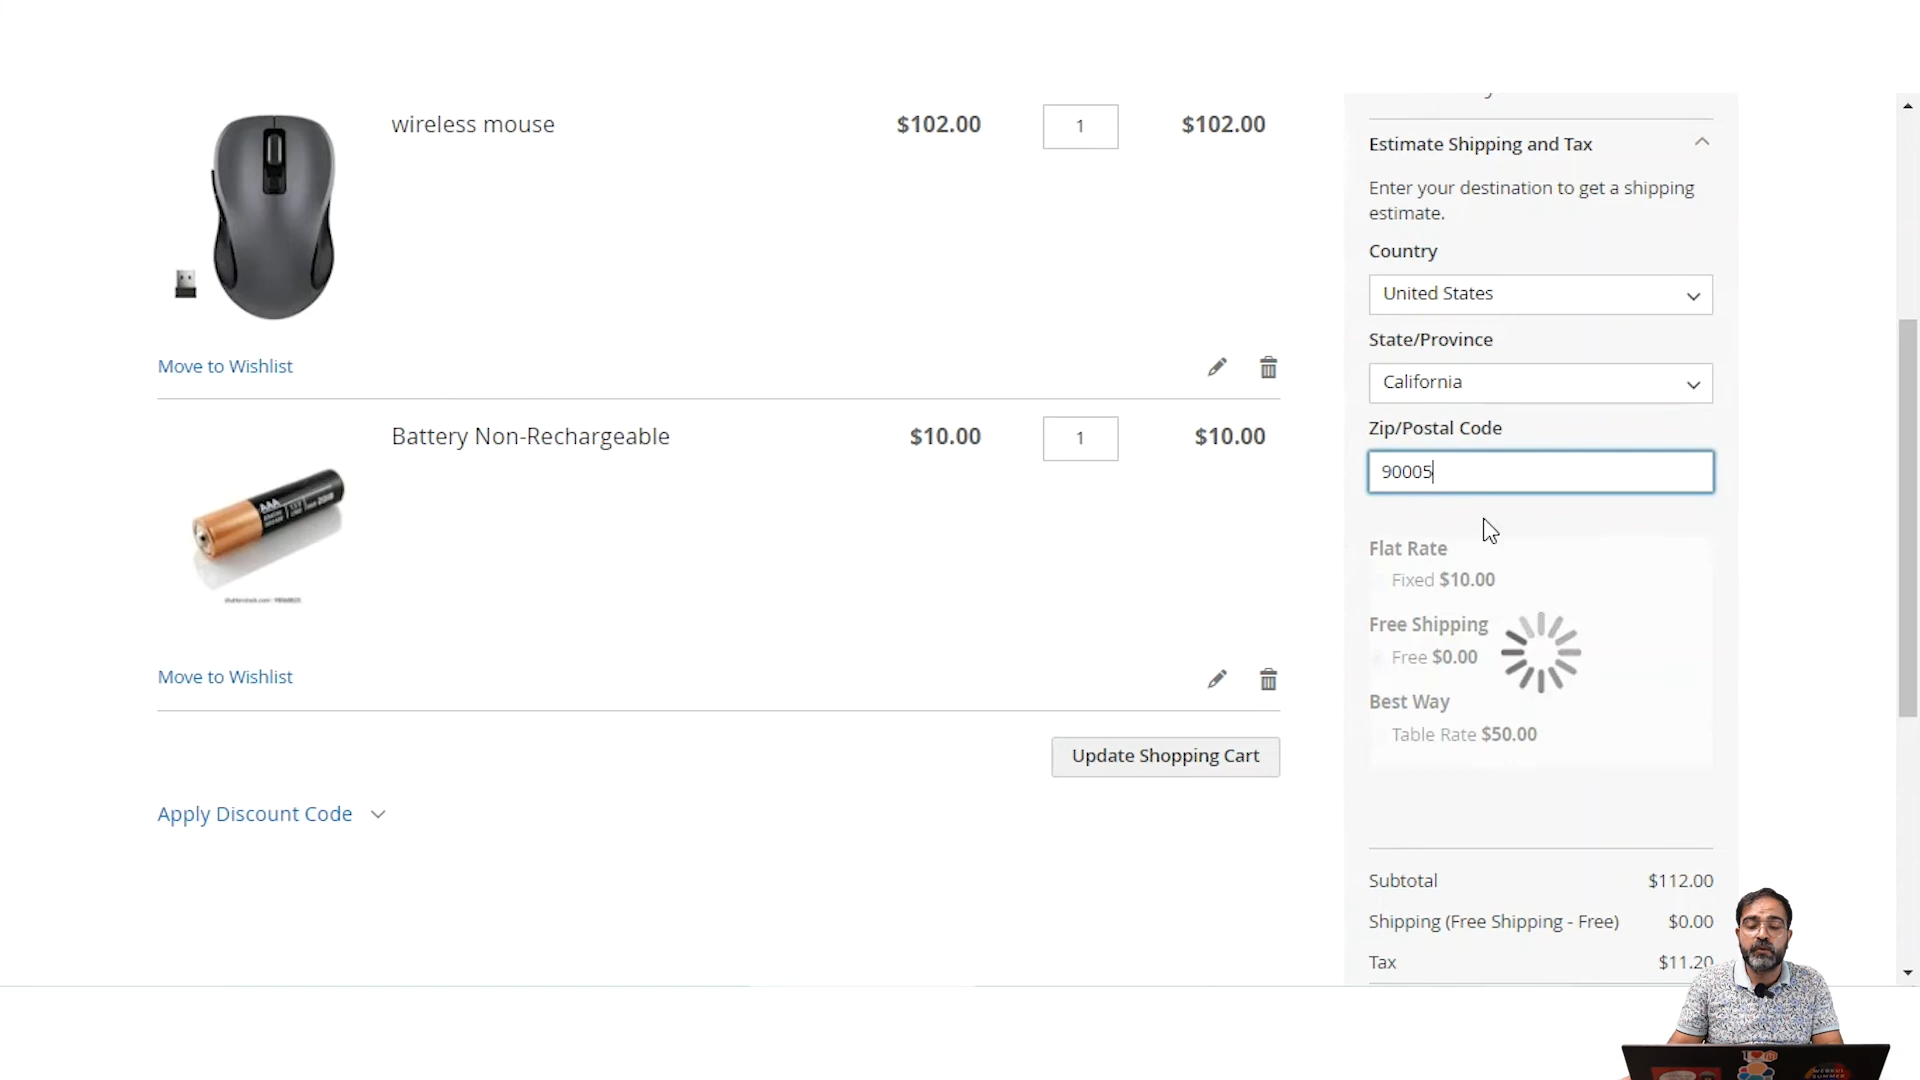 wireless mouse
$102.00
1
$102.00
Move to Wishlist
Battery Non-Rechargeable
$10.00
1
$10.00
AAA
Move to Wishlist
Update Shopping Cart
Apply Discount Code
Estimate Shipping and Tax
Enter your destination to get a shipping
estimate.
Country
United States
State/Province
California
Zip/Postal Code
90005
Flat Rate
Fixed $10.00
Free Shipping
Free $0.00
Best Way
Table Rate $50.00
Subtotal
$112.00
Shipping (Free Shipping - Free)
$0.00
Tax
$11.20